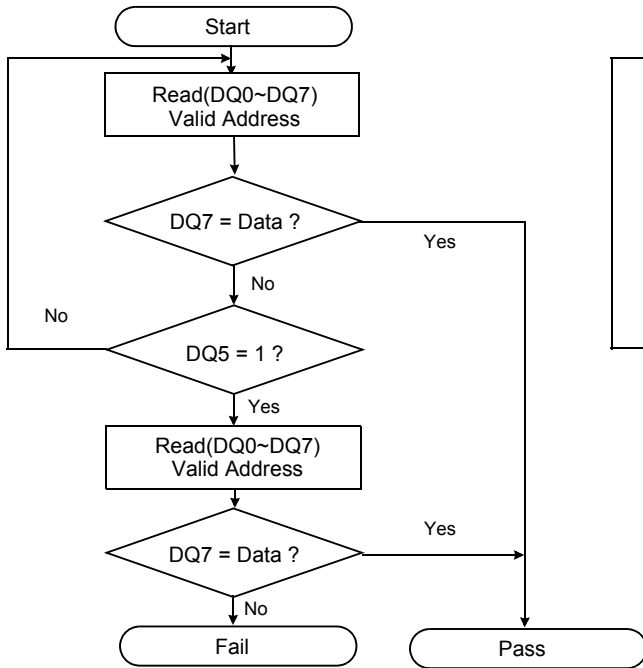 Start
Read(DQ0~DQ7)
Valid Address
DQ7 = Data ?
Yes
No
No
DQ5 = 1 ?
Yes
Read(DQ0~DQ7)
Valid Address
DQ7 = Data ?
Yes
No
Fail
Pass